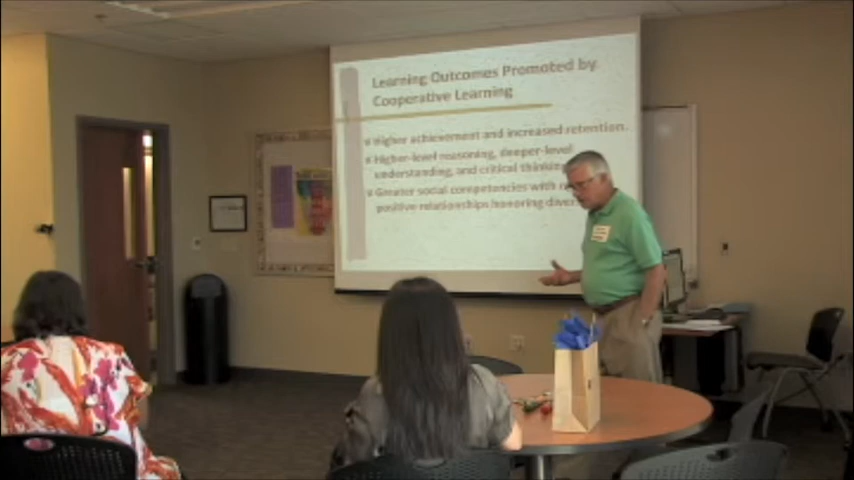 Learning Outcomes Promoted by
Cooperative Learning
Higher achievement and increased retention.
Higher-level reasoning, deeper-level
understanding, and critical thinking
Greater social competencies with
positive relationships honoring